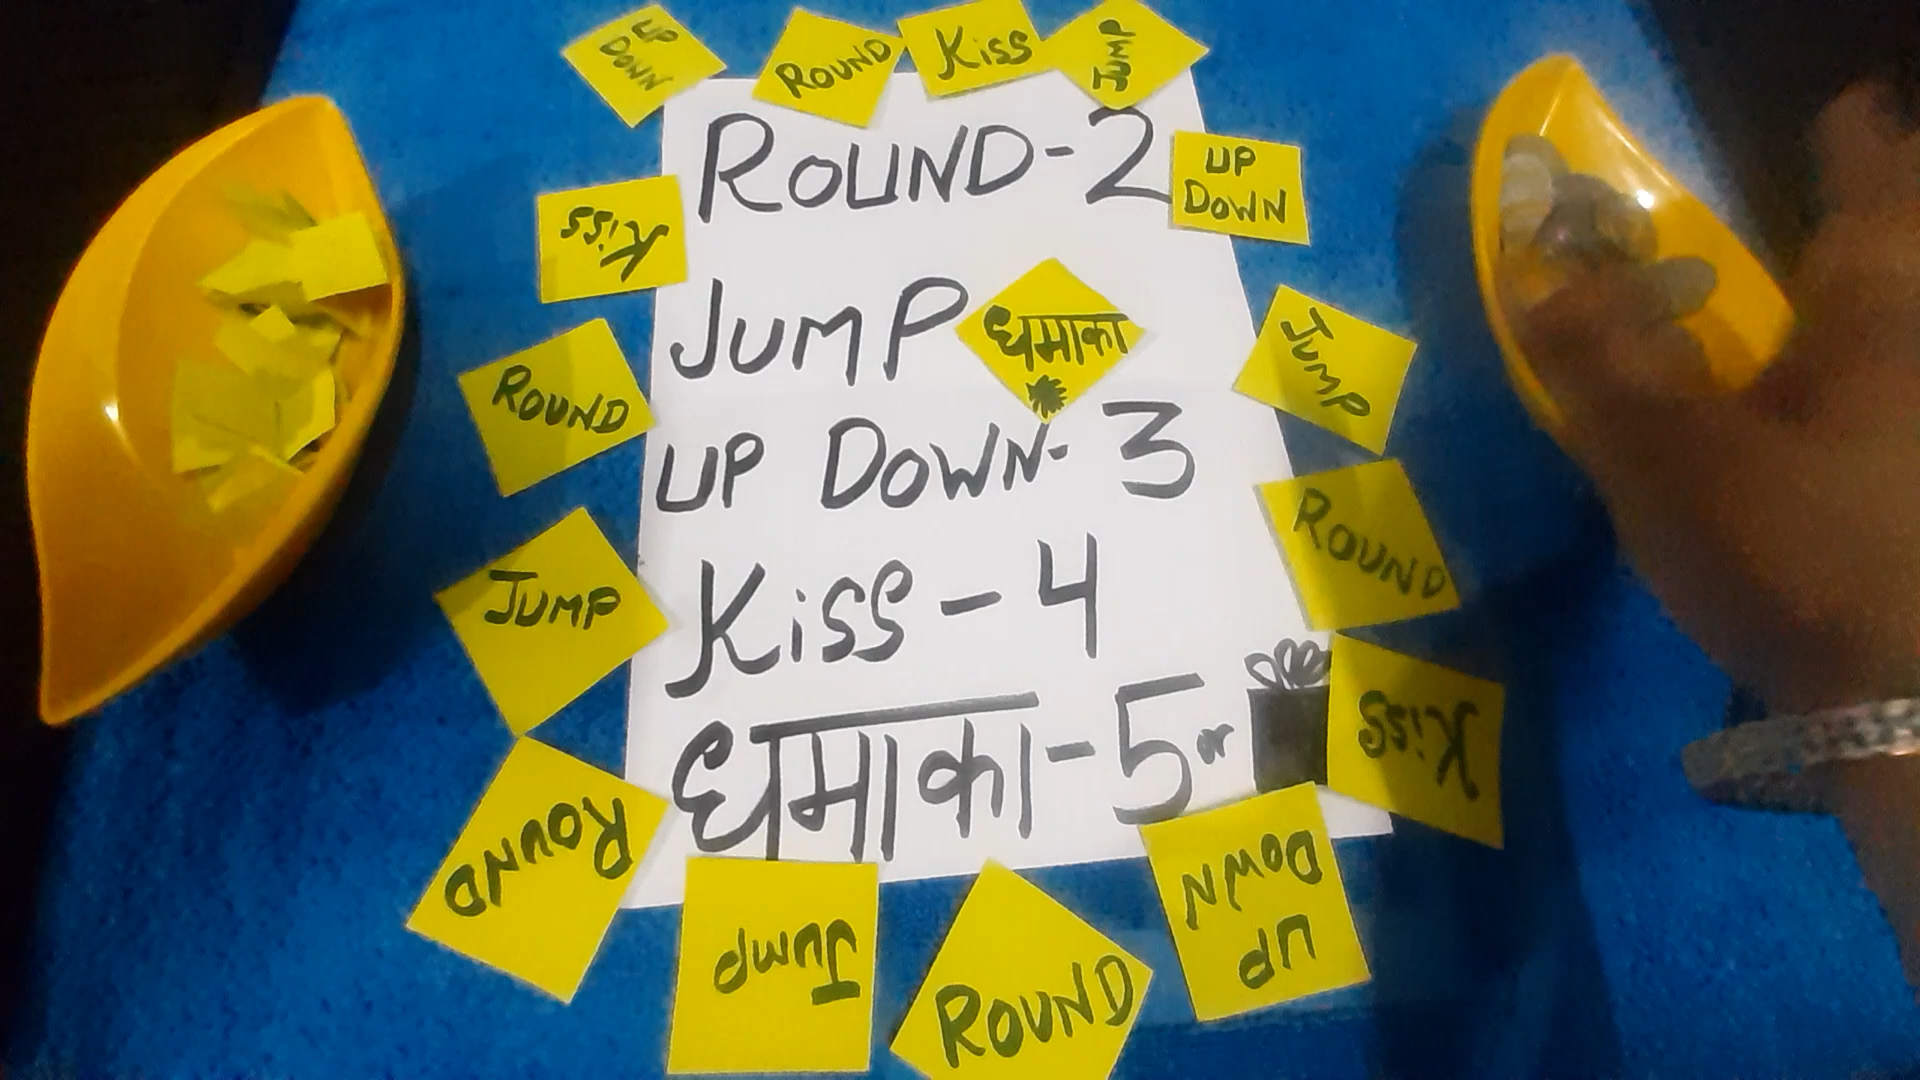 UP
DOWN
ROUND
Kiss
JUMP
ROUND-2
UP
DOWN
Kiss
JUMP
धमाका
JUMP
ROUND
UP DOWN-3
ROUND
Kiss-4
JUMP
Kiss
धमाका-5 or
ROUND
UP
DOWN
JUMP
ROUND